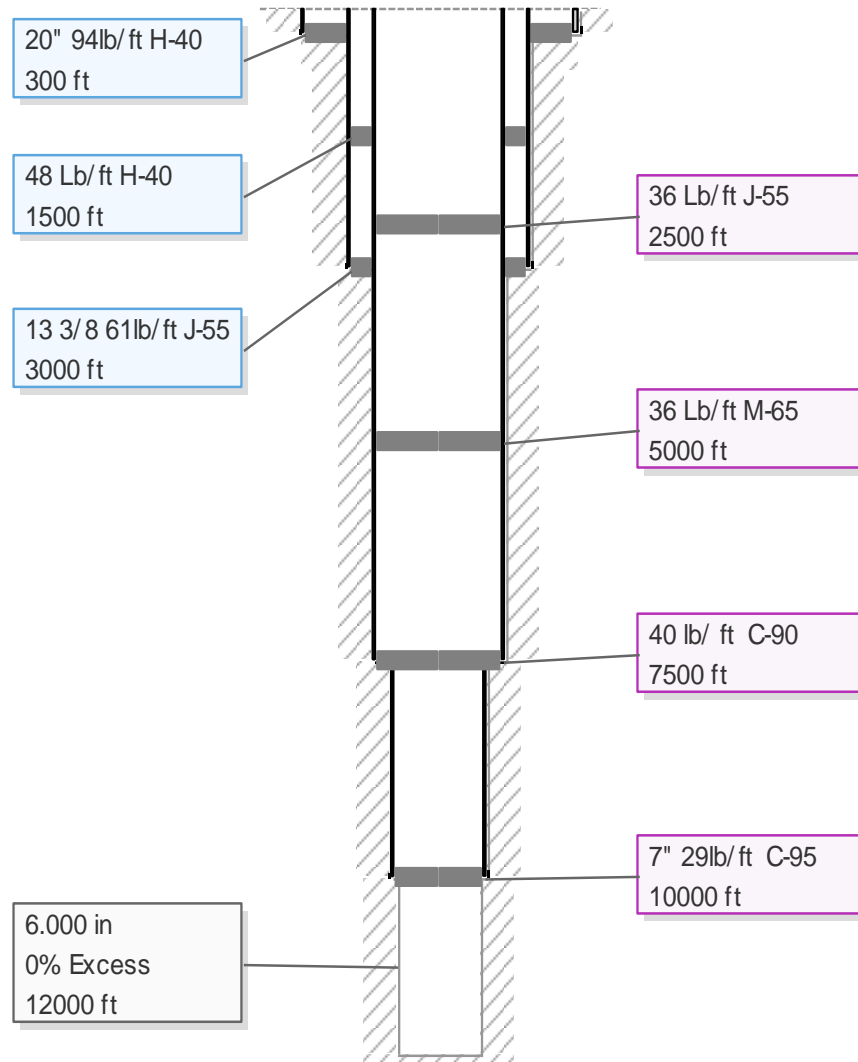 20" 94lb/ft H-40
300 ft
48 Lb/ft H-40
1500 ft
13 3/8 61lb/ft J-55
3000 ft
36 Lb/ft J-55
2500 ft
36 Lb/ft M-65
5000 ft
40 lb/ ft C-90
7500 ft
7" 29lb/ft C-95
10000 ft
6.000 in
0% Excess
12000 ft